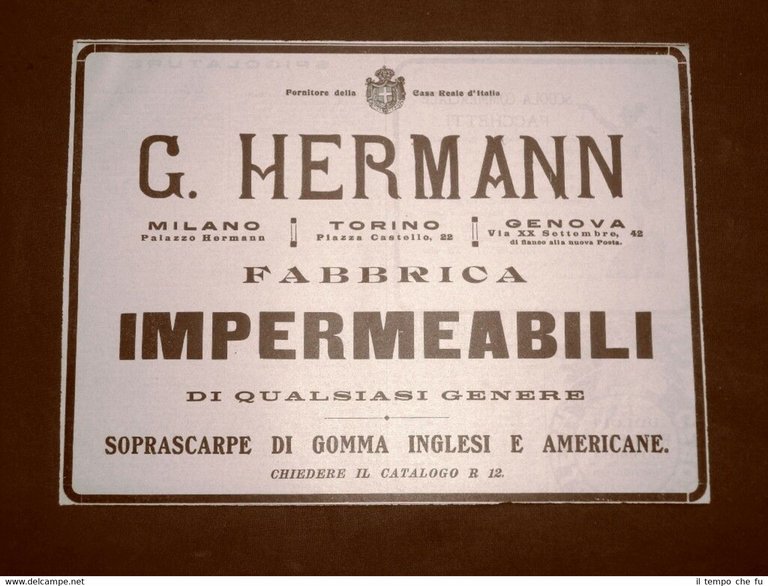 Fornitore della Casa Reale d'Italia
G. HERMANN
MILANO TORINO GENOVA
Palazzo Hermann Piazza Castello, 22 Via XX Settembre, 42
di fianco alla nuova Posta.
FABBRICA
IMPERMEABILI
DI QUALSIASI GENERE
SOPRASCARPE DI GOMMA INGLESI E AMERICANE.
CHIEDERE IL CATALOGO R 12.
www.maremagnum.com
il tempo che fu